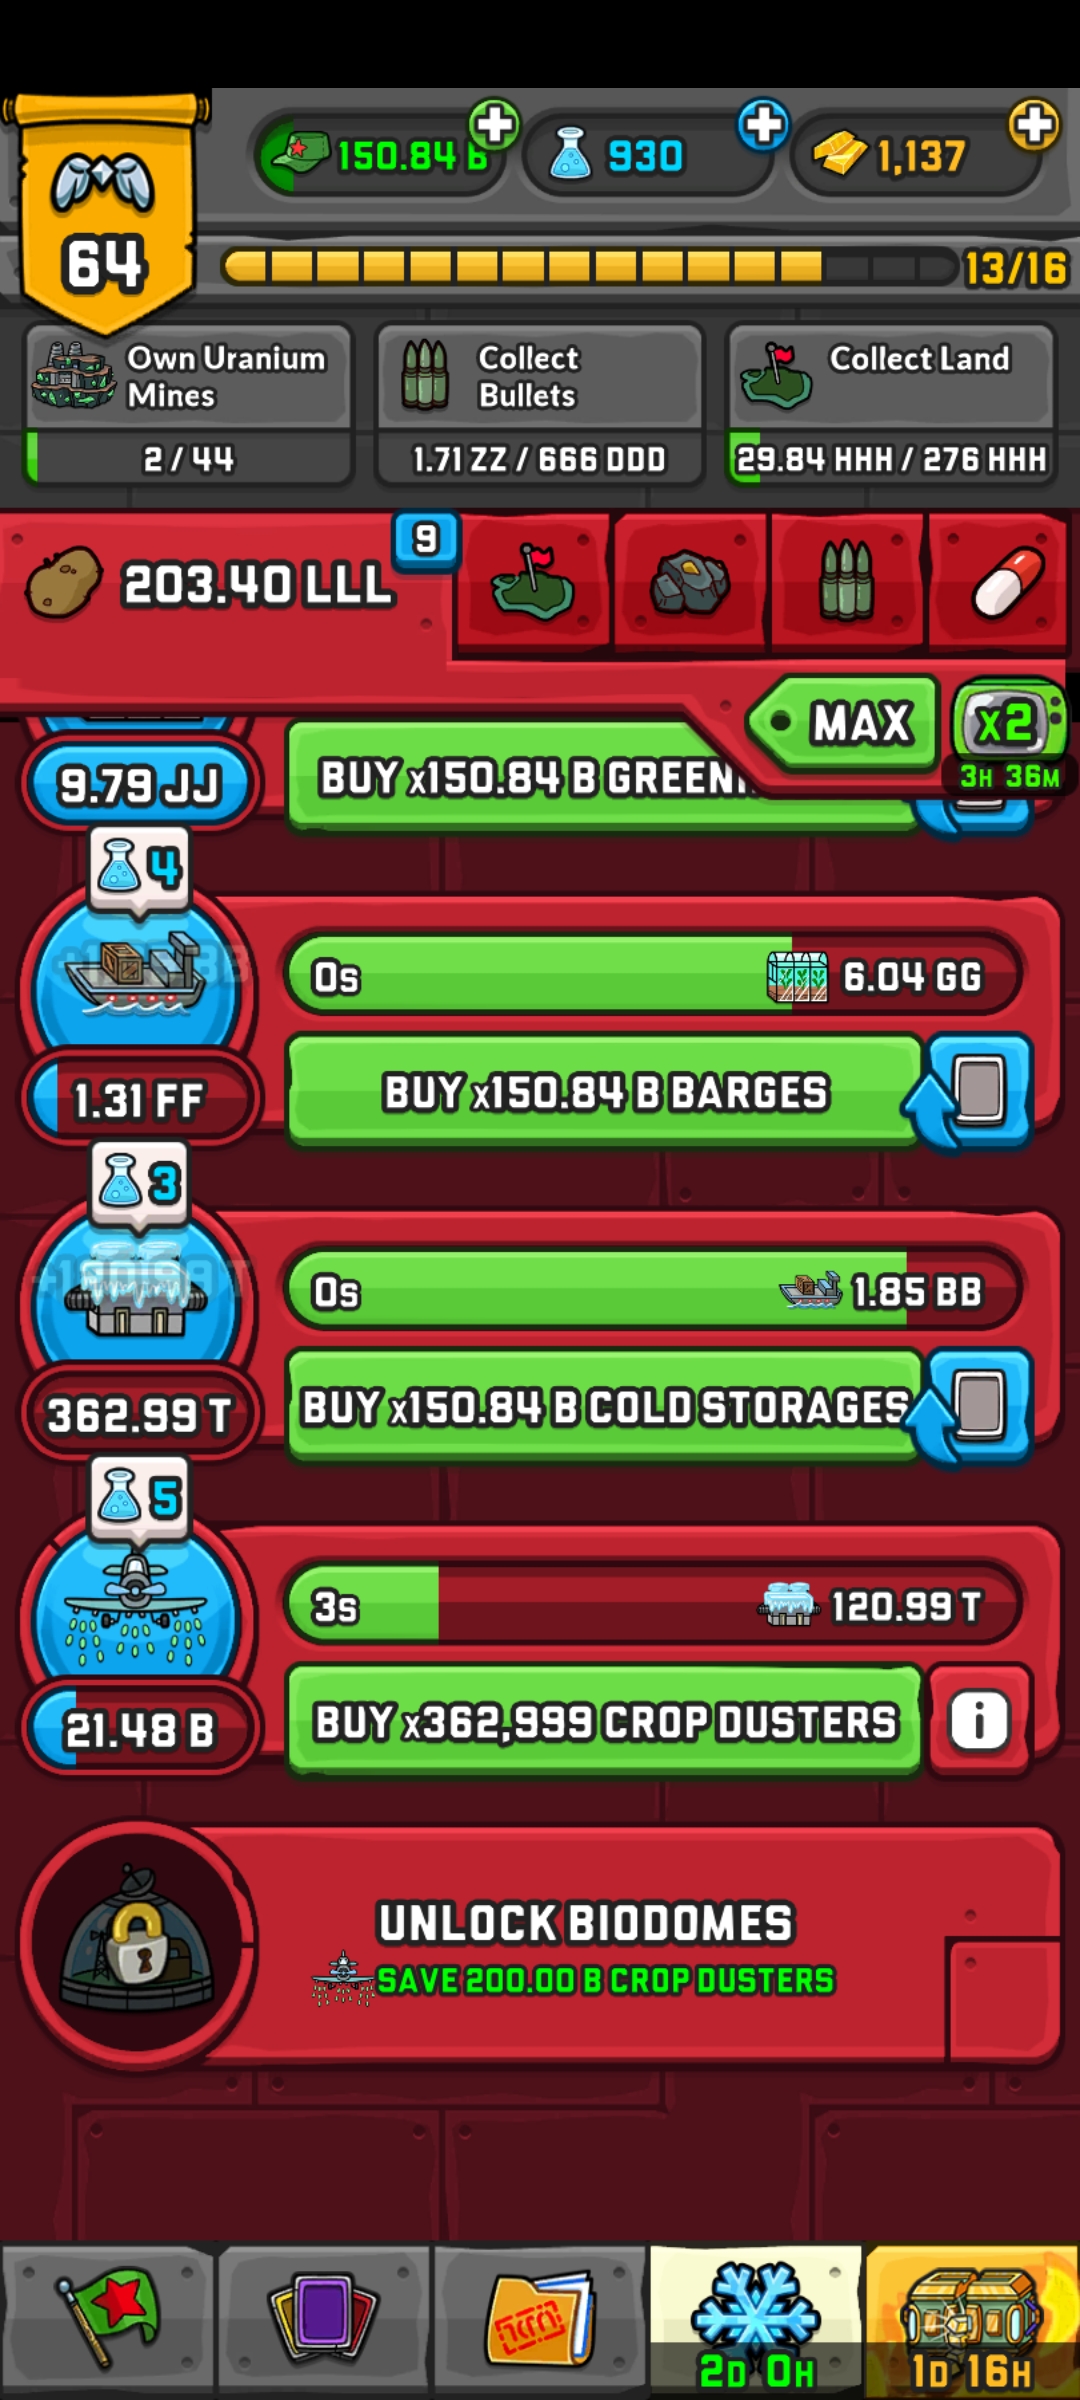 150.84 B
930
1,137
64
13/16
Own Uranium
Mines
2 / 44
Collect
Bullets
1.71 ZZ / 666 DDD
Collect Land
29.84 HHH / 276 HHH
203.40 LLL
9
MAX
x2
3H 36M
9.79 JJ
BUY x150.84 B
4
0s
6.04 GG
1.31 FF
BUY x150.84 B BARGES
3
0s
1.85 BB
362.99 T
BUY x150.84 B COLD STORAGES
5
3s
120.99 T
21.48 B
BUY x362,999 CROP DUSTERS
i
UNLOCK BIODOMES
SAVE 200.00 B CROP DUSTERS
2D 0H
1D 16H